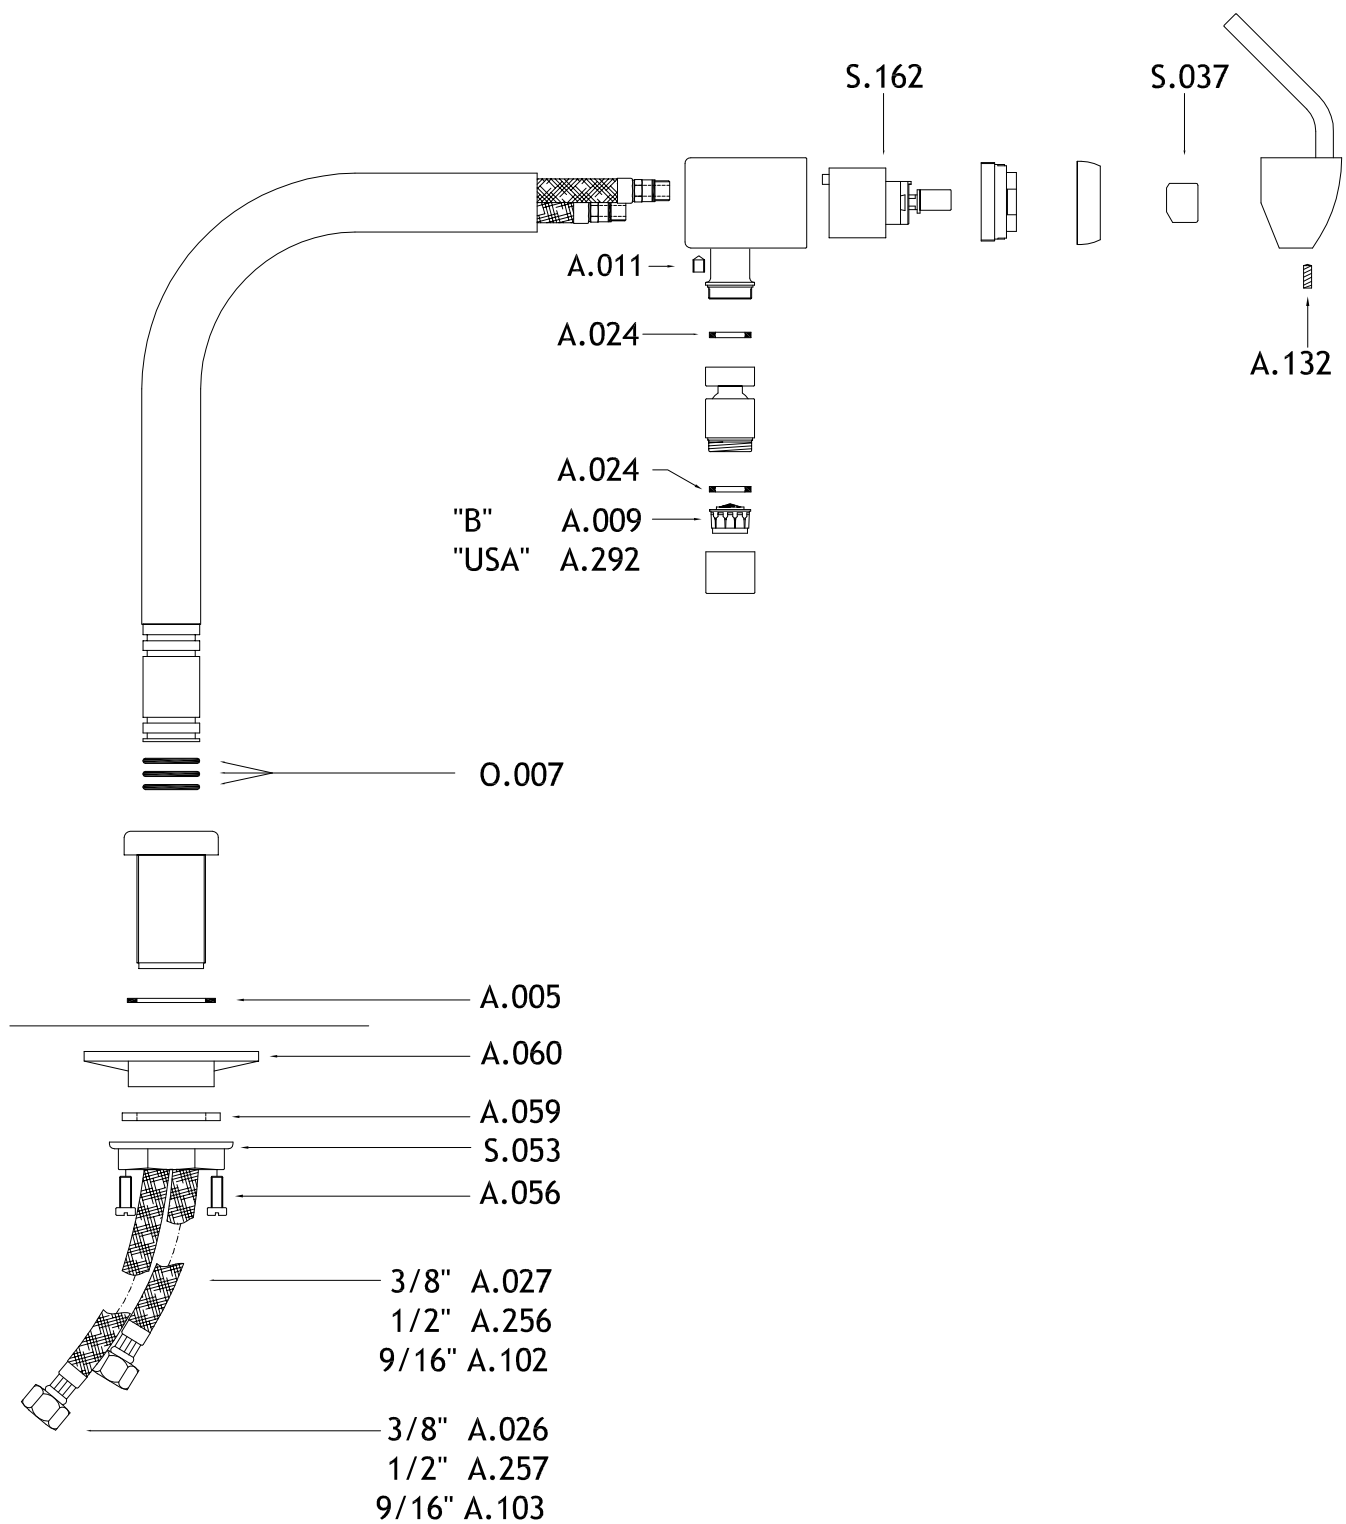 S.162
S.037
A.011
A.024
A.132
A.024
"B" A.009
"USA" A.292
O.007
A.005
A.060
A.059
S.053
A.056
3/8" A.027
1/2" A.256
9/16" A.102
3/8" A.026
1/2" A.257
9/16" A.103